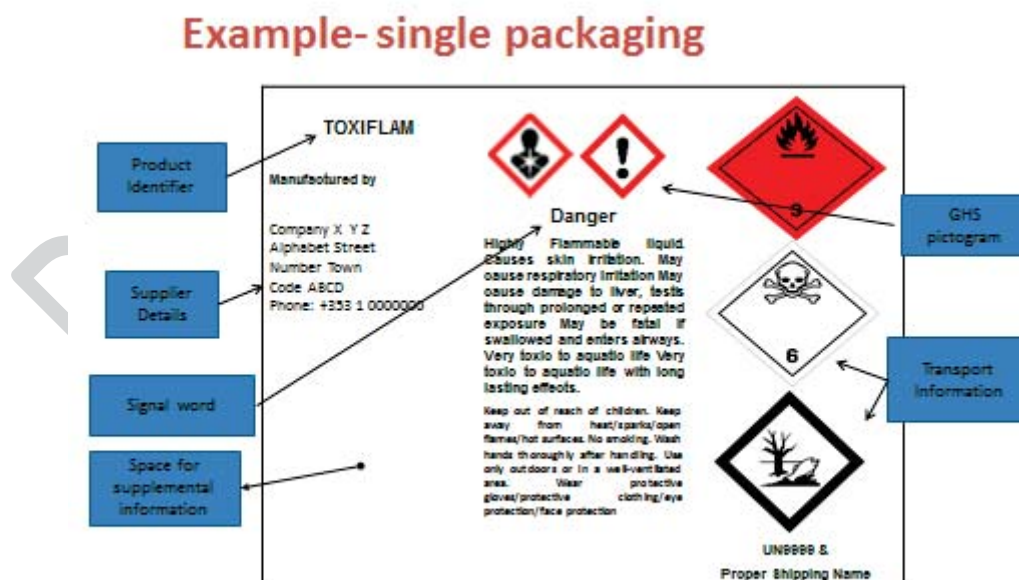 Example- single packaging
TOXIFLAM
Product
Identifier
Manufactured by
Company X Y Z
Alphabet Street
Number Town
Code ABCD
Phone: +353 1 0000000
Supplier
Details
Signal word
Space for
supplemental
information
Danger
Highly Flammable liquid.
Causes skin irritation. May
cause respiratory irritation May
cause damage to liver, testis
through prolonged or repeated
exposure May be fatal if
swallowed and enters airways.
Very toxic to aquatic life Very
toxic to aquatic life with long
lasting effects.
Keep out of reach of children. Keep
away from heat/sparks/open
flames/hot surfaces. No smoking. Wash
hands thoroughly after handling. Use
only outdoors or in a well-ventilated
area. Wear protective
gloves/protective clothing/eye
protection/face protection
3
6
GHS
pictogram
Transport
Information
UN9999 &
Proper Shipping Name